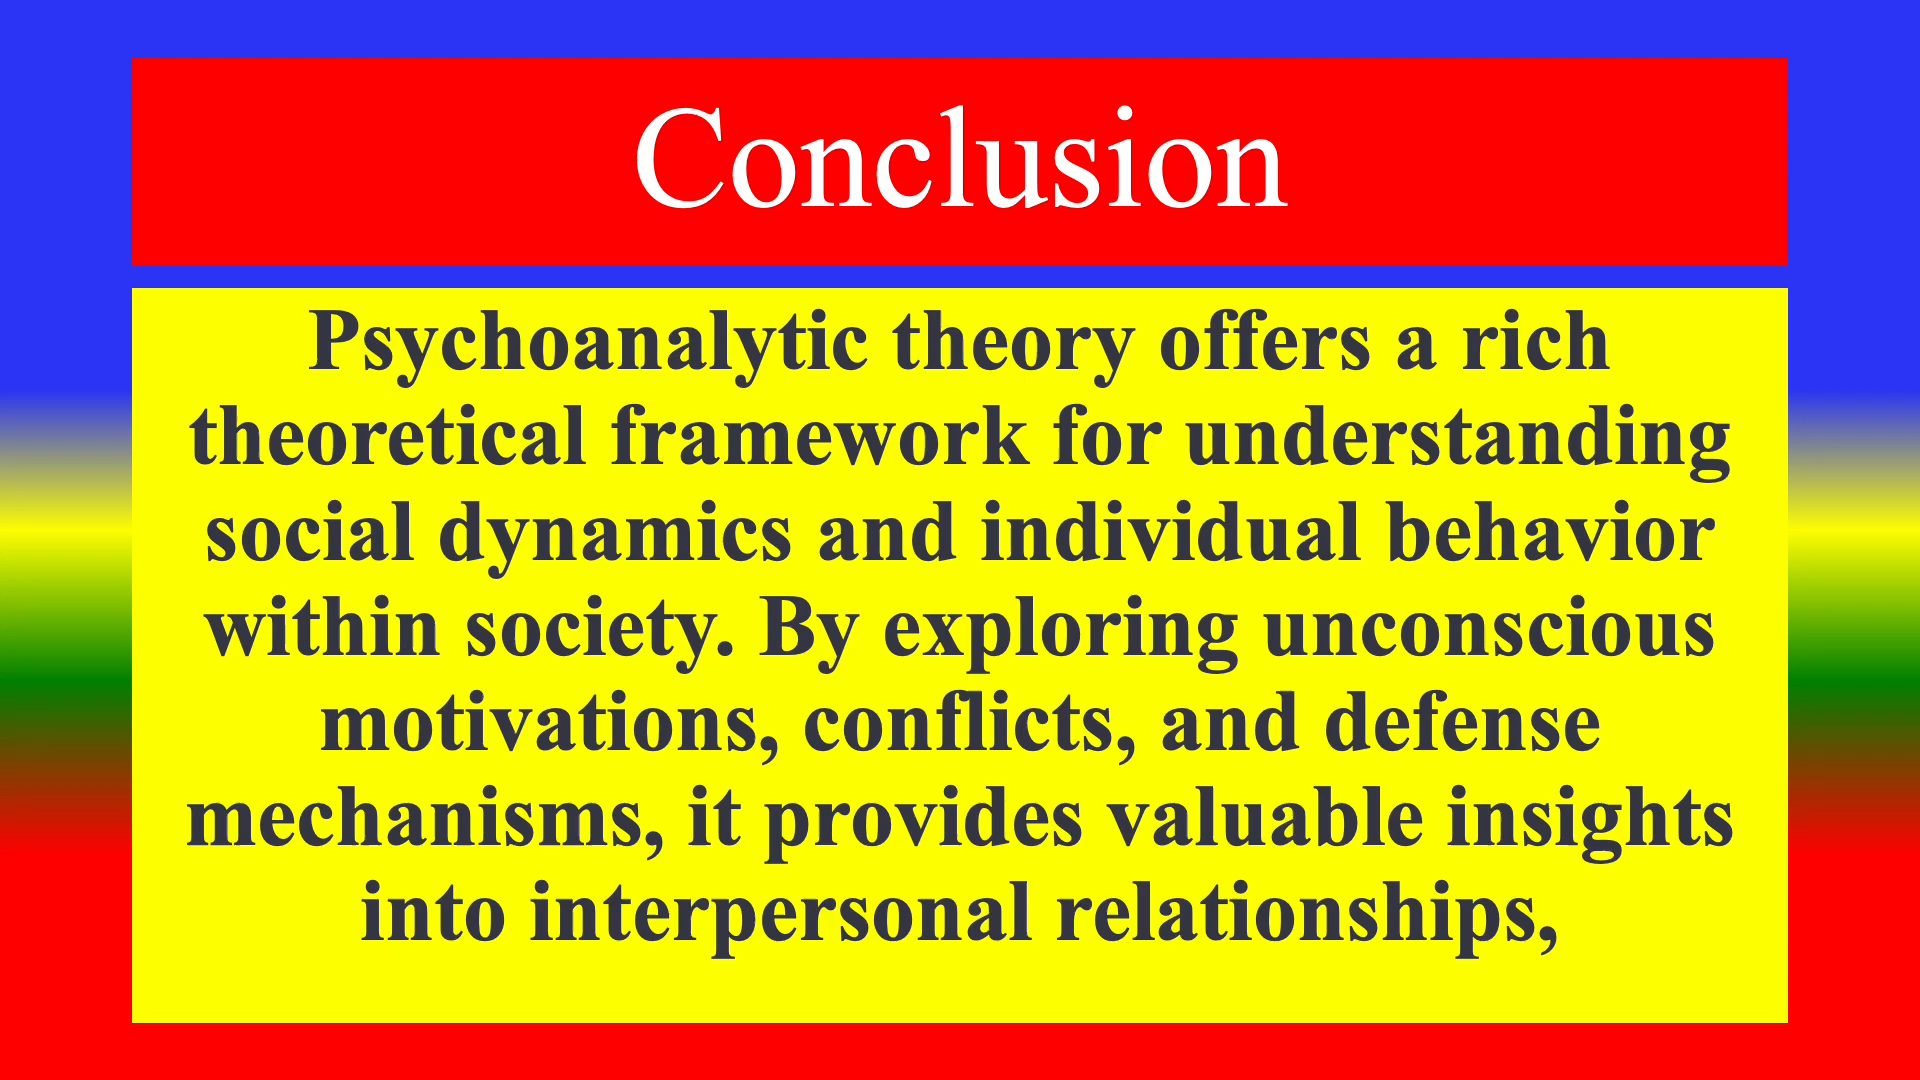 Conclusion
Psychoanalytic theory offers a rich
theoretical framework for understanding
social dynamics and individual behavior
within society. By exploring unconscious
motivations, conflicts, and defense
mechanisms, it provides valuable insights
into interpersonal relationships,